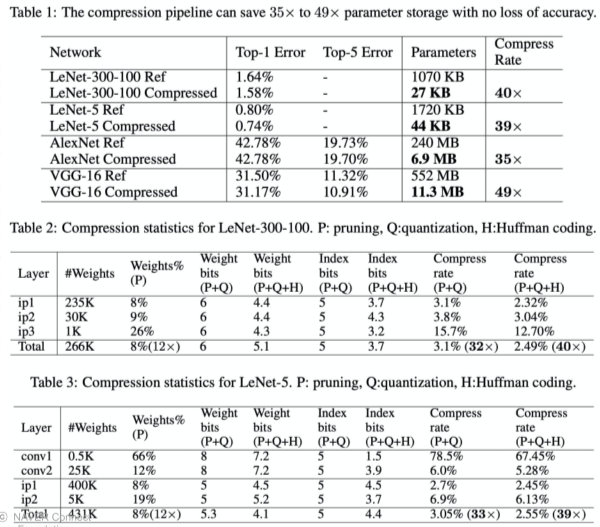 Table 1: The compression pipeline can save 35× to 49× parameter storage with no loss of accuracy.
Network Top-1 Error Top-5 Error Parameters Compress Rate
LeNet-300-100 Ref 1.64% - 1070 KB
LeNet-300-100 Compressed 1.58% - 27 KB 40×
LeNet-5 Ref 0.80% - 1720 KB
LeNet-5 Compressed 0.74% - 44 KB 39×
AlexNet Ref 42.78% 19.73% 240 MB
AlexNet Compressed 42.78% 19.70% 6.9 MB 35×
VGG-16 Ref 31.50% 11.32% 552 MB
VGG-16 Compressed 31.17% 10.91% 11.3 MB 49×
Table 2: Compression statistics for LeNet-300-100. P: pruning, Q:quantization, H:Huffman coding.
Layer #Weights Weights% (P) Weight bits (P+Q) Weight bits (P+Q+H) Index bits (P+Q) Index bits (P+Q+H) Compress rate (P+Q) Compress rate (P+Q+H)
ip1 235K 8% 6 4.4 5 3.7 3.1% 2.32%
ip2 30K 9% 6 4.4 5 4.3 3.8% 3.04%
ip3 1K 26% 6 4.3 5 3.2 15.7% 12.70%
Total 266K 8%(12×) 6 5.1 5 3.7 3.1% (32×) 2.49% (40×)
Table 3: Compression statistics for LeNet-5. P: pruning, Q:quantization, H:Huffman coding.
Layer #Weights Weights% (P) Weight bits (P+Q) Weight bits (P+Q+H) Index bits (P+Q) Index bits (P+Q+H) Compress rate (P+Q) Compress rate (P+Q+H)
conv1 0.5K 66% 8 7.2 5 1.5 78.5% 67.45%
conv2 25K 12% 8 7.2 5 3.9 6.0% 5.28%
ip1 400K 8% 5 4.5 5 4.5 2.7% 2.45%
ip2 5K 19% 5 5.2 5 3.7 6.9% 6.13%
Total 431K 8%(12×) 5.3 4.1 5 4.4 3.05% (33×) 2.55% (39×)
© NAVER Connect